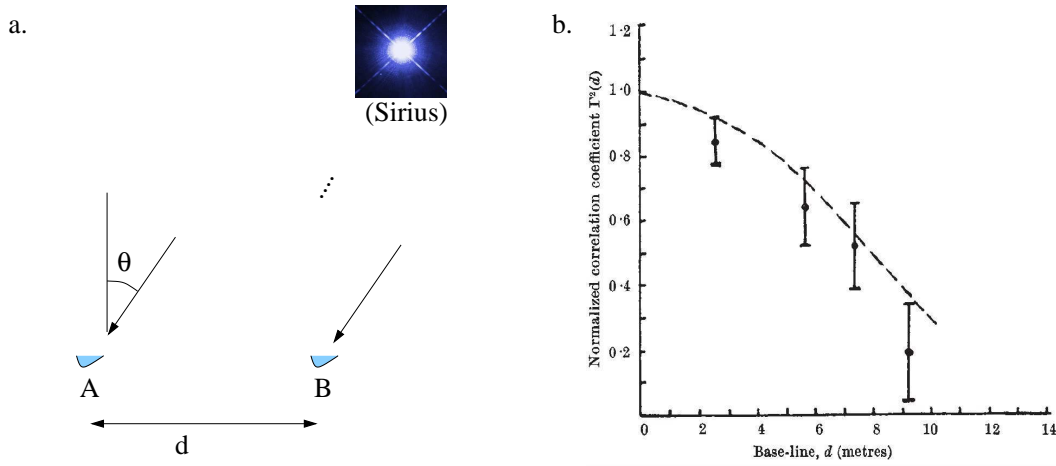 a.
(Sirius)
θ
A
B
d
b.
Normalized correlation coefficient Γ²(d)
1·2
1·0
0·8
0·6
0·4
0·2
0 2 4 6 8 10 12 14
Base-line, d (metres)